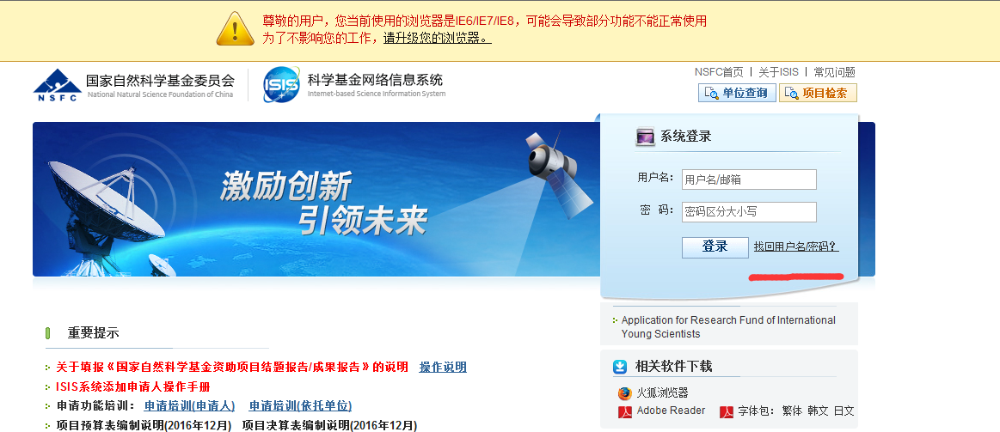 尊敬的用户，您当前使用的浏览器是IE6/IE7/IE8，可能会导致部分功能不能正常使用
为了不影响您的工作，请升级您的浏览器。
NSFC
国家自然科学基金委员会
National Natural Science Foundation of China
ISIS
科学基金网络信息系统
Internet-based Science Information System
NSFC首页 | 关于ISIS | 常见问题
单位查询 项目检索
激励创新
引领未来
系统登录
用户名： 用户名/邮箱
密 码： 密码区分大小写
登录 找回用户名/密码？
Application for Research Fund of International
Young Scientists
重要提示
关于填报《国家自然科学基金资助项目结题报告/成果报告》的说明 操作说明
ISIS系统添加申请人操作手册
申请功能培训： 申请培训(申请人) 申请培训(依托单位)
项目预算表编制说明(2016年12月) 项目决算表编制说明(2016年12月)
相关软件下载
火狐浏览器
Adobe Reader 字体包： 繁体 韩文 日文